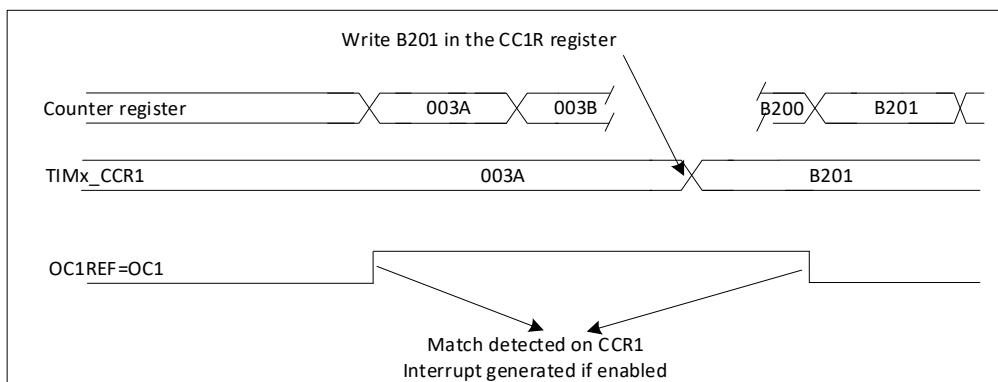 Write B201 in the CC1R register
Counter register 003A 003B B200 B201
TIMx_CCR1 003A B201
OC1REF=OC1
Match detected on CCR1
Interrupt generated if enabled